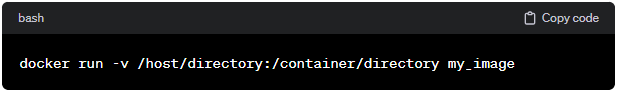 bash
Copy code
docker run -v /host/directory:/container/directory my_image